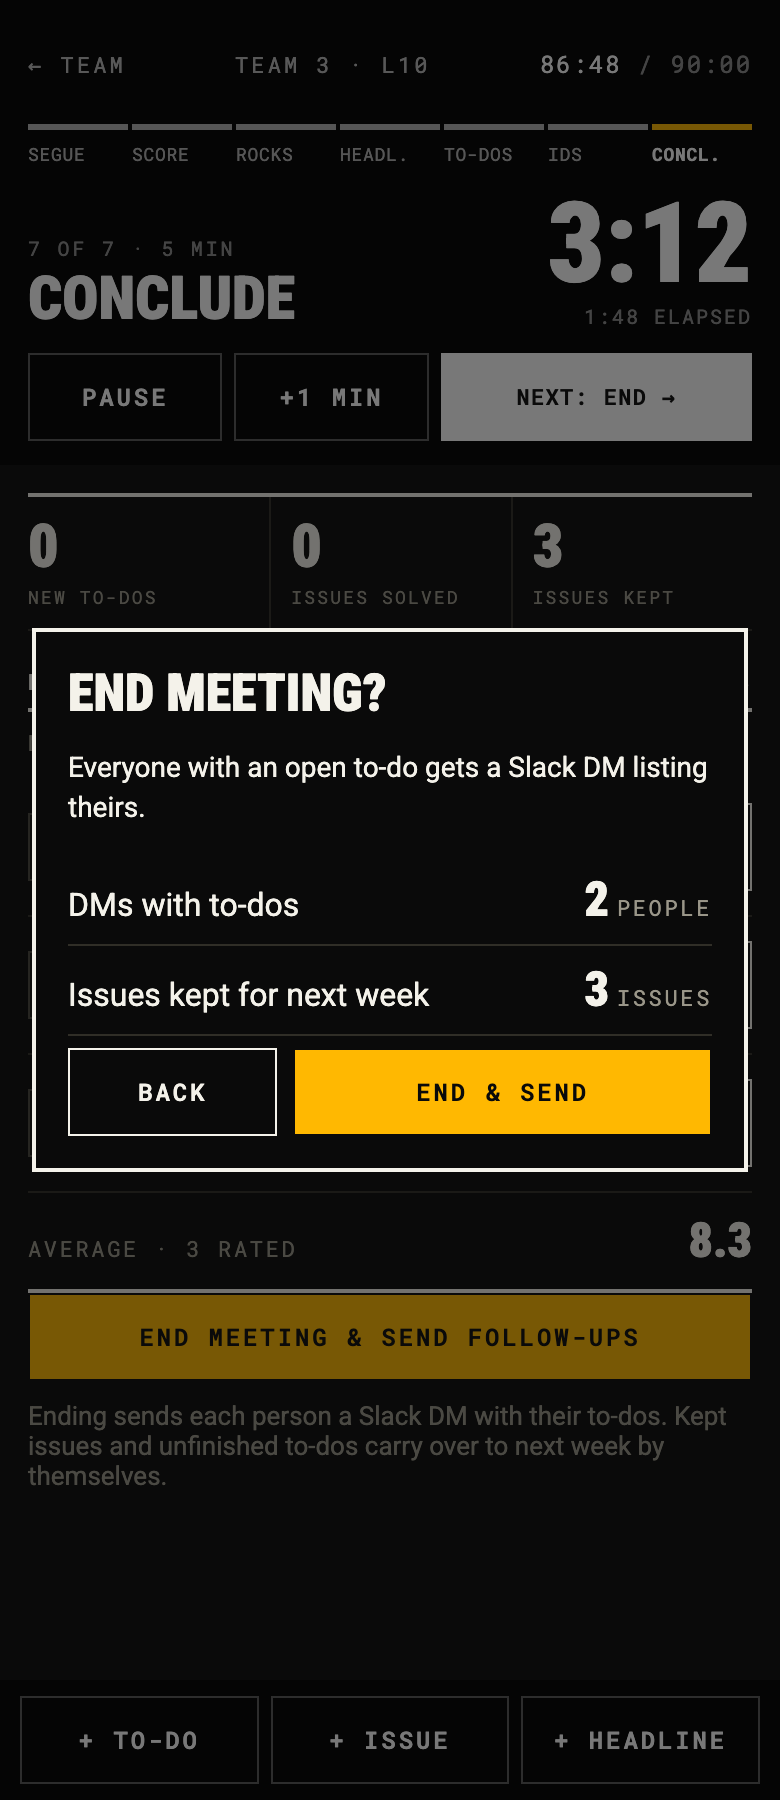 ← TEAM
TEAM 3 · L10
86:48 / 90:00
SEGUE
SCORE
ROCKS
HEADL.
TO-DOS
IDS
CONCL.
7 OF 7 · 5 MIN
CONCLUDE
3:12
1:48 ELAPSED
PAUSE
+1 MIN
NEXT: END →
0
NEW TO-DOS
0
ISSUES SOLVED
3
ISSUES KEPT
END MEETING?
Everyone with an open to-do gets a Slack DM listing
theirs.
DMs with to-dos
2 PEOPLE
Issues kept for next week
3 ISSUES
BACK
END & SEND
AVERAGE · 3 RATED
8.3
END MEETING & SEND FOLLOW-UPS
Ending sends each person a Slack DM with their to-dos. Kept
issues and unfinished to-dos carry over to next week by
themselves.
+ TO-DO
+ ISSUE
+ HEADLINE